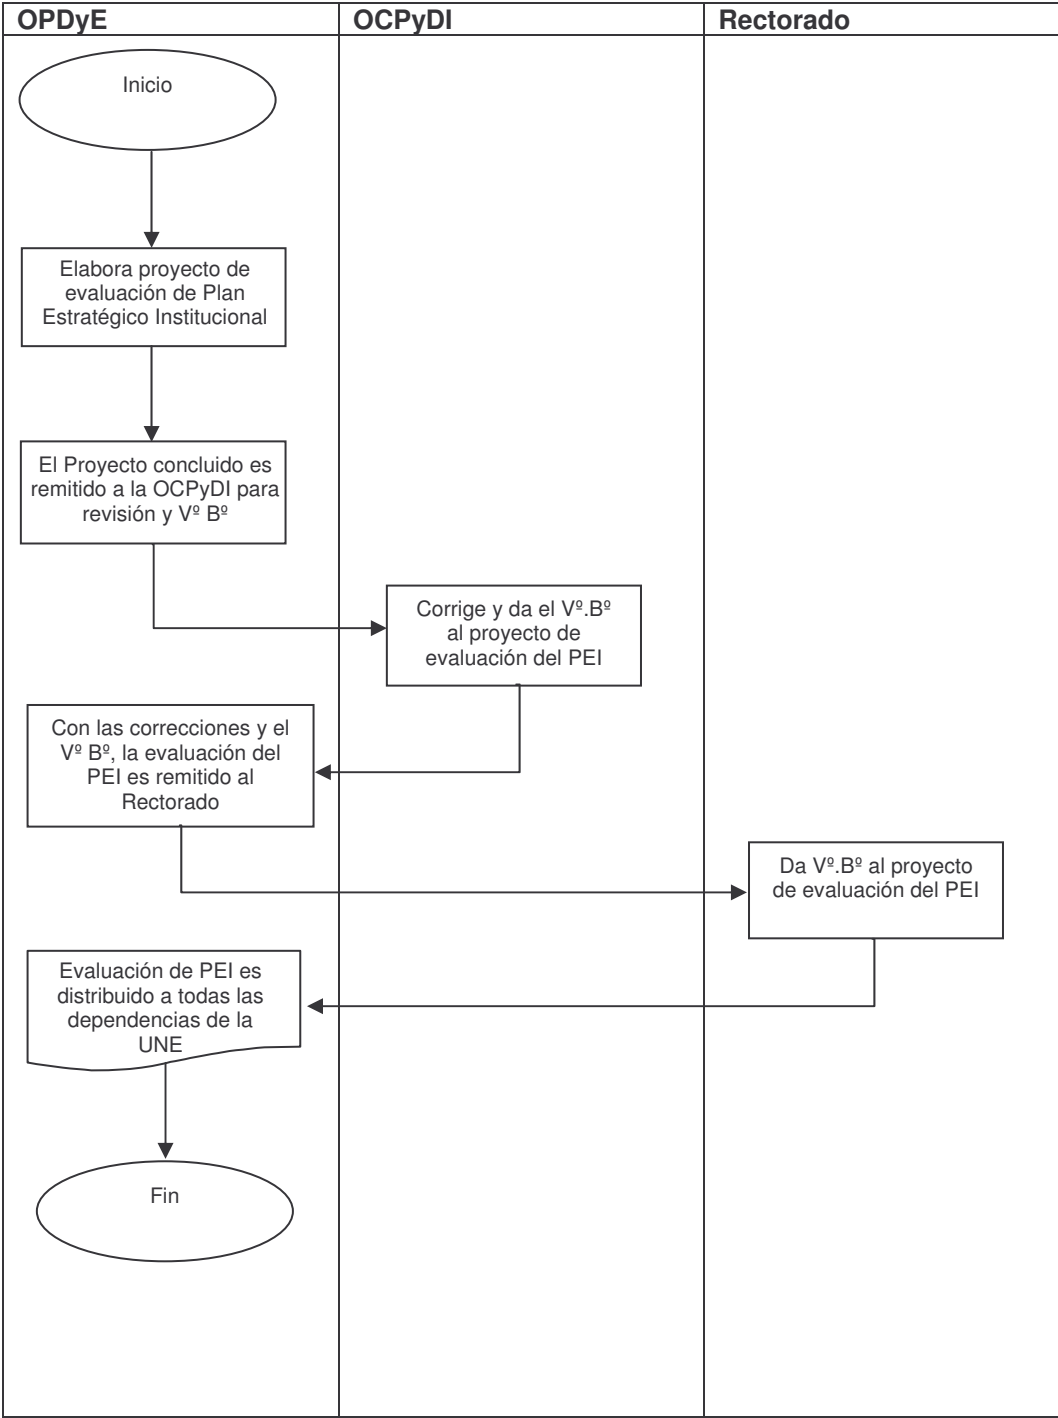 OPDyE
OCPyDI
Rectorado
Inicio
Elabora proyecto de
evaluación de Plan
Estratégico Institucional
El Proyecto concluido es
remitido a la OCPyDI para
revisión y Vº Bº
Corrige y da el Vº.Bº
al proyecto de
evaluación del PEI
Con las correcciones y el
Vº Bº, la evaluación del
PEI es remitido al
Rectorado
Da Vº.Bº al proyecto
de evaluación del PEI
Evaluación de PEI es
distribuido a todas las
dependencias de la
UNE
Fin